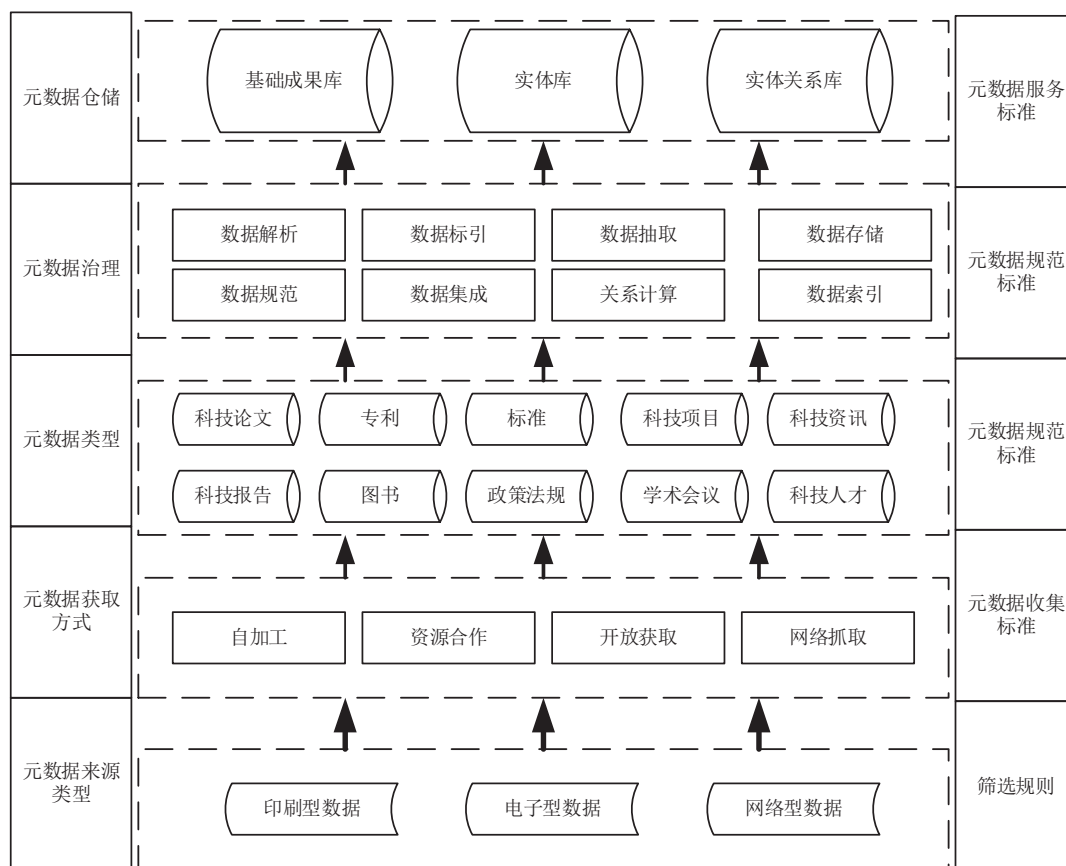 元数据仓储
基础成果库
实体库
实体关系库
元数据服务
标准
元数据治理
数据解析
数据标引
数据抽取
数据存储
数据规范
数据集成
关系计算
数据索引
元数据规范
标准
元数据类型
科技论文
专利
标准
科技项目
科技资讯
科技报告
图书
政策法规
学术会议
科技人才
元数据规范
标准
元数据获取
方式
自加工
资源合作
开放获取
网络抓取
元数据收集
标准
元数据来源
类型
印刷型数据
电子型数据
网络型数据
筛选规则